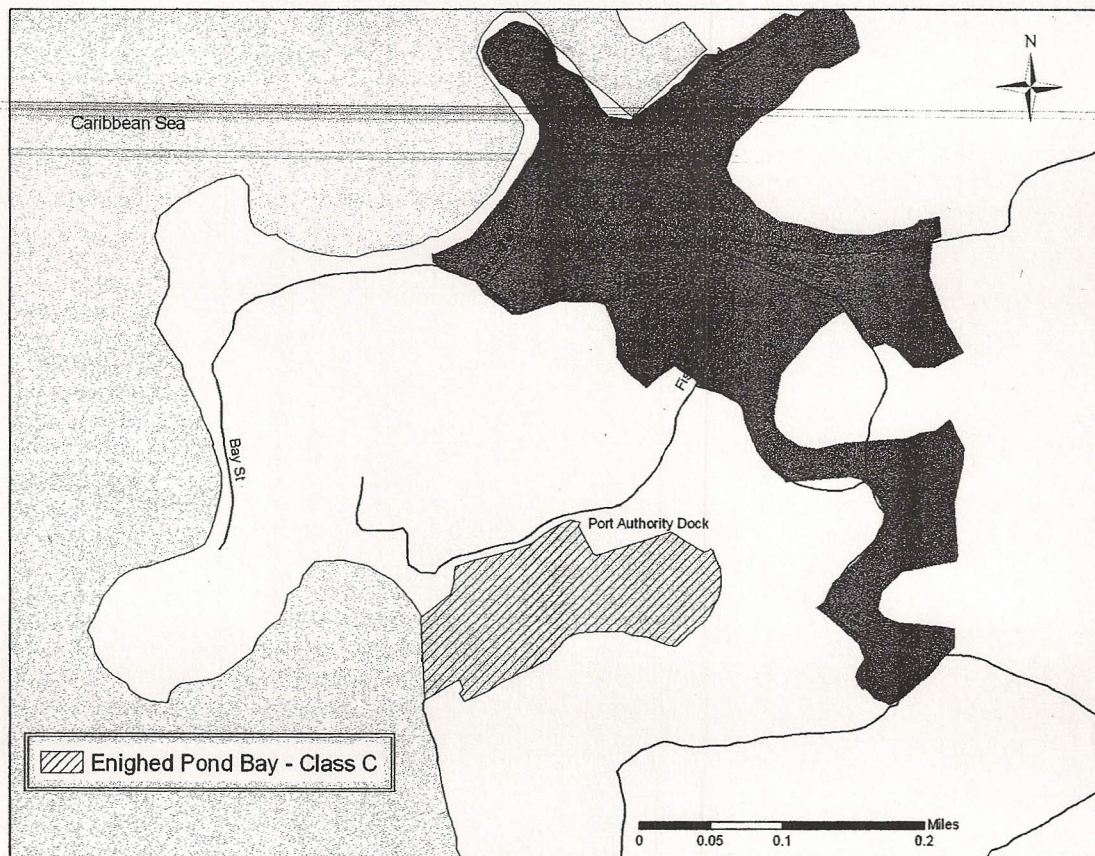 N
Caribbean Sea
Bay St
Port Authority Dock
Enighed Pond Bay - Class C
Miles
0 0.05 0.1 0.2